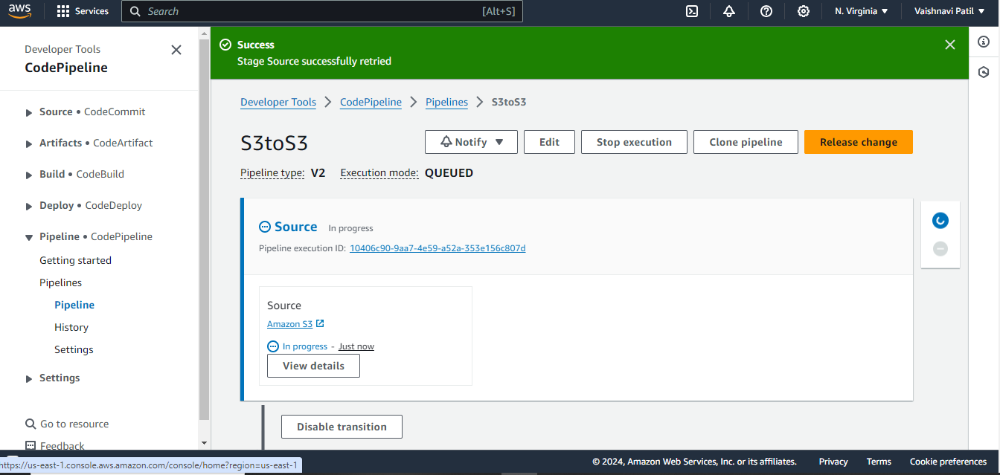 aws
Services
Search
[Alt+S]
N. Virginia
Vaishnavi Patil
Developer Tools
CodePipeline
Source • CodeCommit
Artifacts • CodeArtifact
Build • CodeBuild
Deploy • CodeDeploy
Pipeline • CodePipeline
Getting started
Pipelines
Pipeline
History
Settings
Settings
Go to resource
Feedback
Success
Stage Source successfully retried
Developer Tools
CodePipeline
Pipelines
S3toS3
S3toS3
Notify
Edit
Stop execution
Clone pipeline
Release change
Pipeline type: V2
Execution mode: QUEUED
Source In progress
Pipeline execution ID: 10406c90-9aa7-4e59-a52a-353e156c807d
Source
Amazon S3
In progress - Just now
View details
Disable transition
https://us-east-1.console.aws.amazon.com/console/home?region=us-east-1
© 2024, Amazon Web Services, Inc. or its affiliates.
Privacy
Terms
Cookie preferences